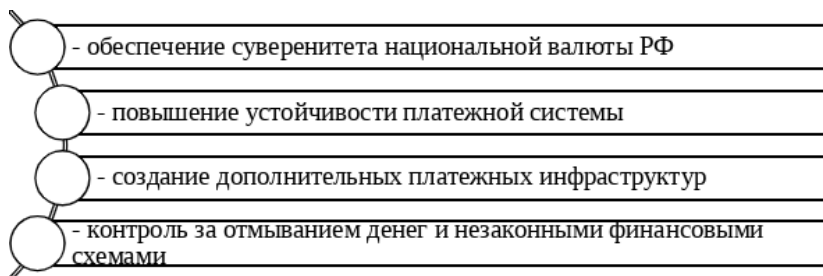 - обеспечение суверенитета национальной валюты РФ
- повышение устойчивости платежной системы
- создание дополнительных платежных инфраструктур
- контроль за отмыванием денег и незаконными финансовыми
схемами